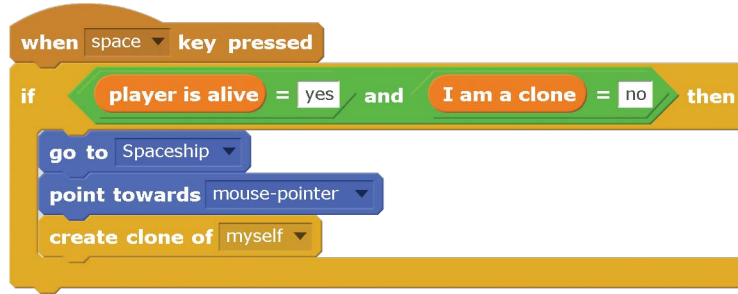 when space key pressed
if player is alive = yes and I am a clone = no then
go to Spaceship
point towards mouse-pointer
create clone of myself